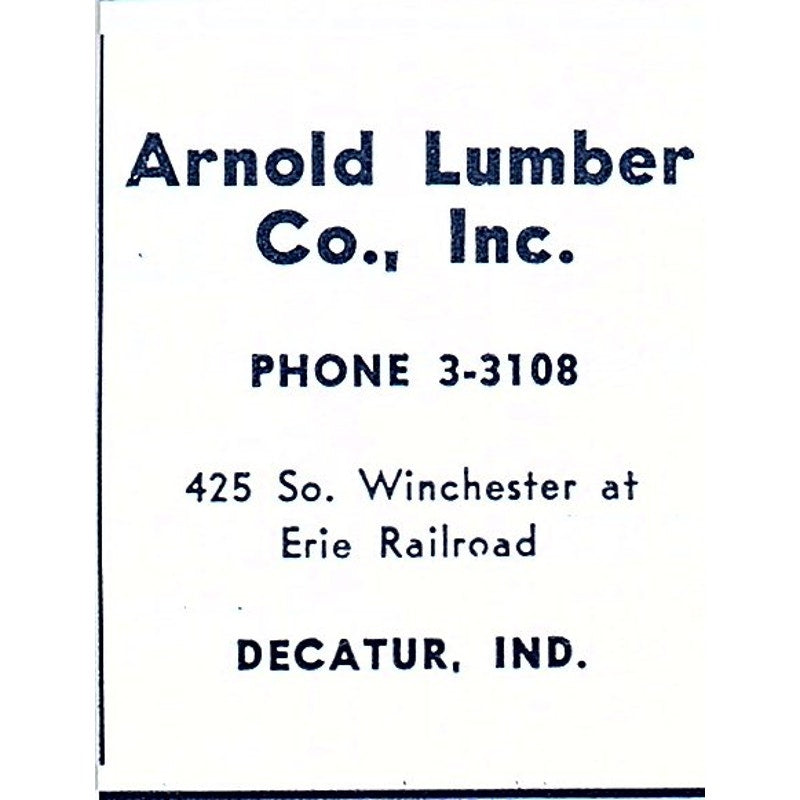 Arnold Lumber
Co., Inc.
PHONE 3-3108
425 So. Winchester at
Erie Railroad
DECATUR, IND.